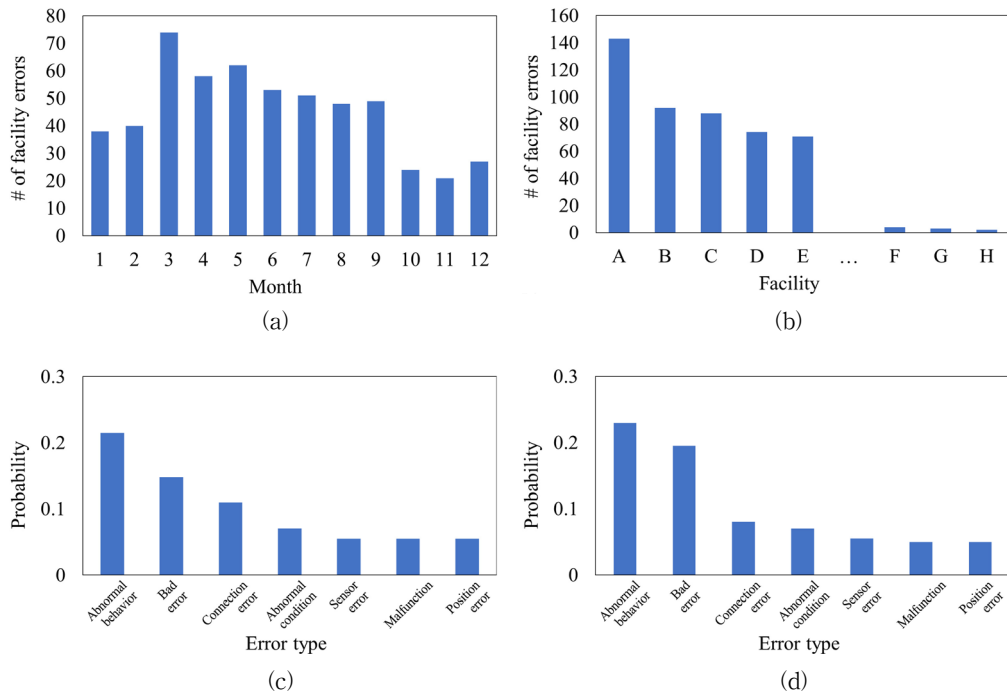 80
70
60
50
40
30
20
10
0
# of facility errors
1 2 3 4 5 6 7 8 9 10 11 12
Month
(a)
160
140
120
100
80
60
40
20
0
# of facility errors
A B C D E … F G H
Facility
(b)
0.3
0.2
0.1
0
Probability
Abnormal
behavior
Bad
error
Connection
error
Abnormal
condition
Sensor
error
Malfunction
Position
error
Error type
(c)
0.3
0.2
0.1
0
Probability
Abnormal
behavior
Bad
error
Connection
error
Abnormal
condition
Sensor
error
Malfunction
Position
error
Error type
(d)